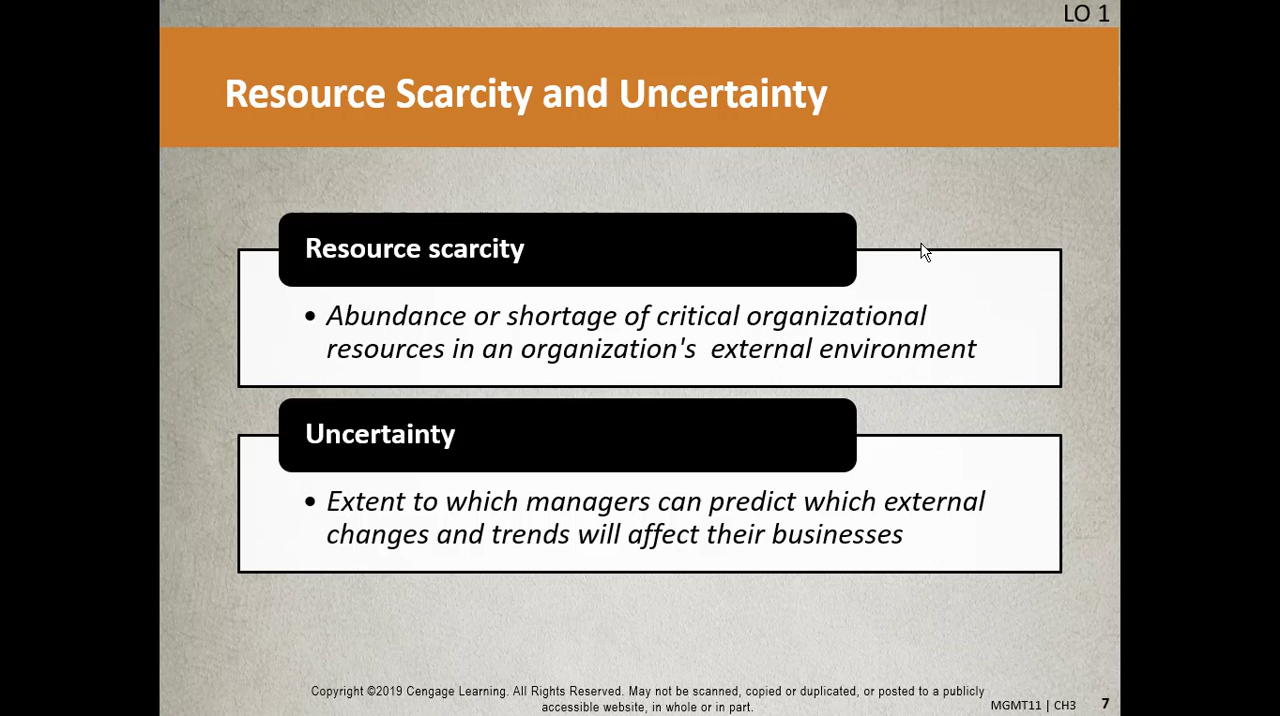 LO 1
Resource Scarcity and Uncertainty
Resource scarcity
• Abundance or shortage of critical organizational
resources in an organization's  external environment
Uncertainty
• Extent to which managers can predict which external
changes and trends will affect their businesses
Copyright ©2019 Cengage Learning. All Rights Reserved. May not be scanned, copied or duplicated, or posted to a publicly
accessible website, in whole or in part.
MGMT11 | CH3
7